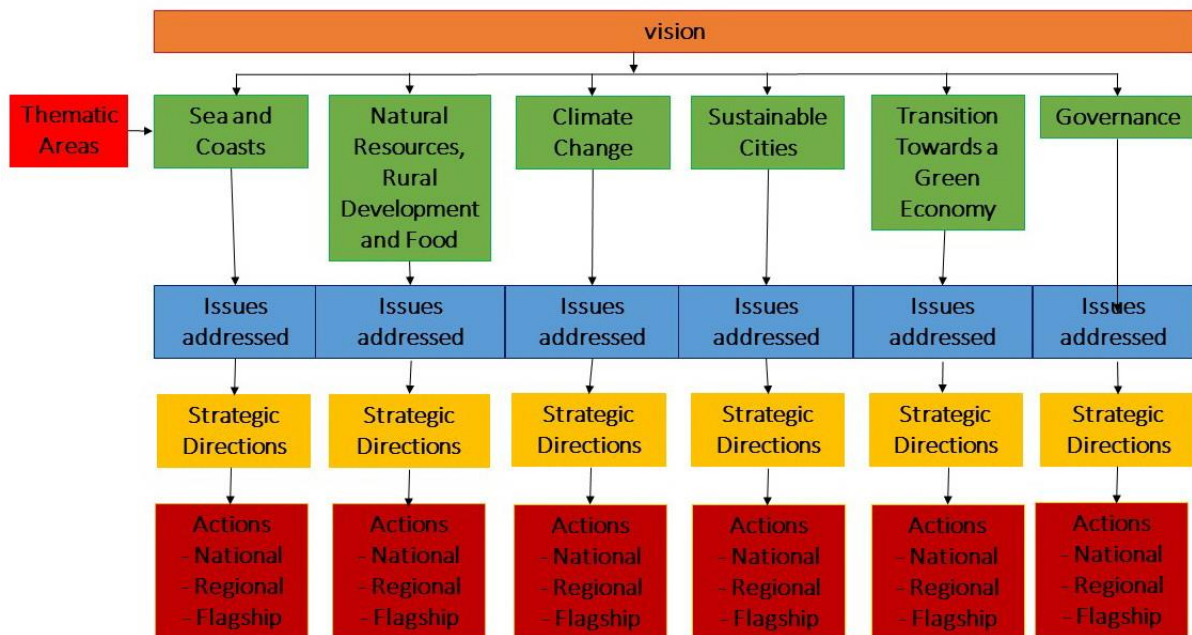 vision
Thematic
Areas
Sea and
Coasts
Natural
Resources,
Rural
Development
and Food
Climate
Change
Sustainable
Cities
Transition
Towards a
Green
Economy
Governance
Issues
addressed
Issues
addressed
Issues
addressed
Issues
addressed
Issues
addressed
Issues
addressed
Strategic
Directions
Strategic
Directions
Strategic
Directions
Strategic
Directions
Strategic
Directions
Strategic
Directions
Actions
- National
- Regional
- Flagship
Actions
- National
- Regional
- Flagship
Actions
- National
- Regional
- Flagship
Actions
- National
- Regional
- Flagship
Actions
- National
- Regional
- Flagship
Actions
- National
- Regional
- Flagship